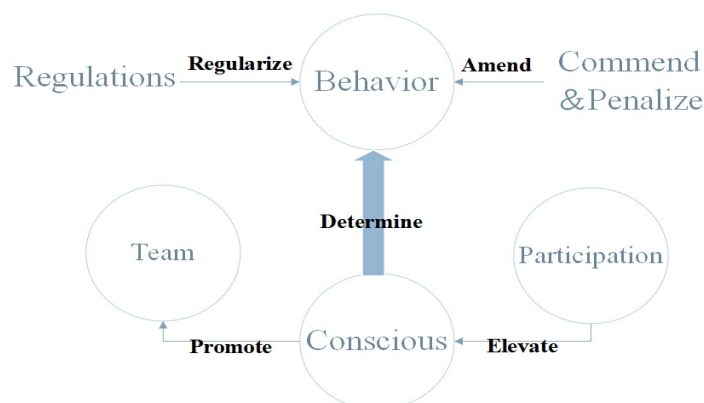 Regulations
Regularize
Behavior
Amend
Commend
&Penalize
Determine
Team
Participation
Promote
Conscious
Elevate